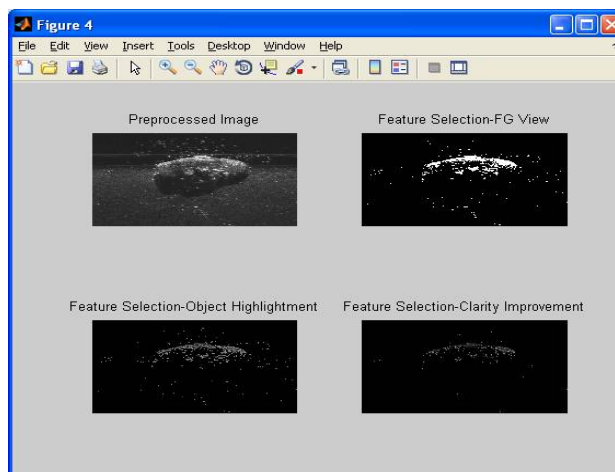 Figure 4
File Edit View Insert Tools Desktop Window Help
Preprocessed Image
Feature Selection-FG View
Feature Selection-Object Highlightment
Feature Selection-Clarity Improvement